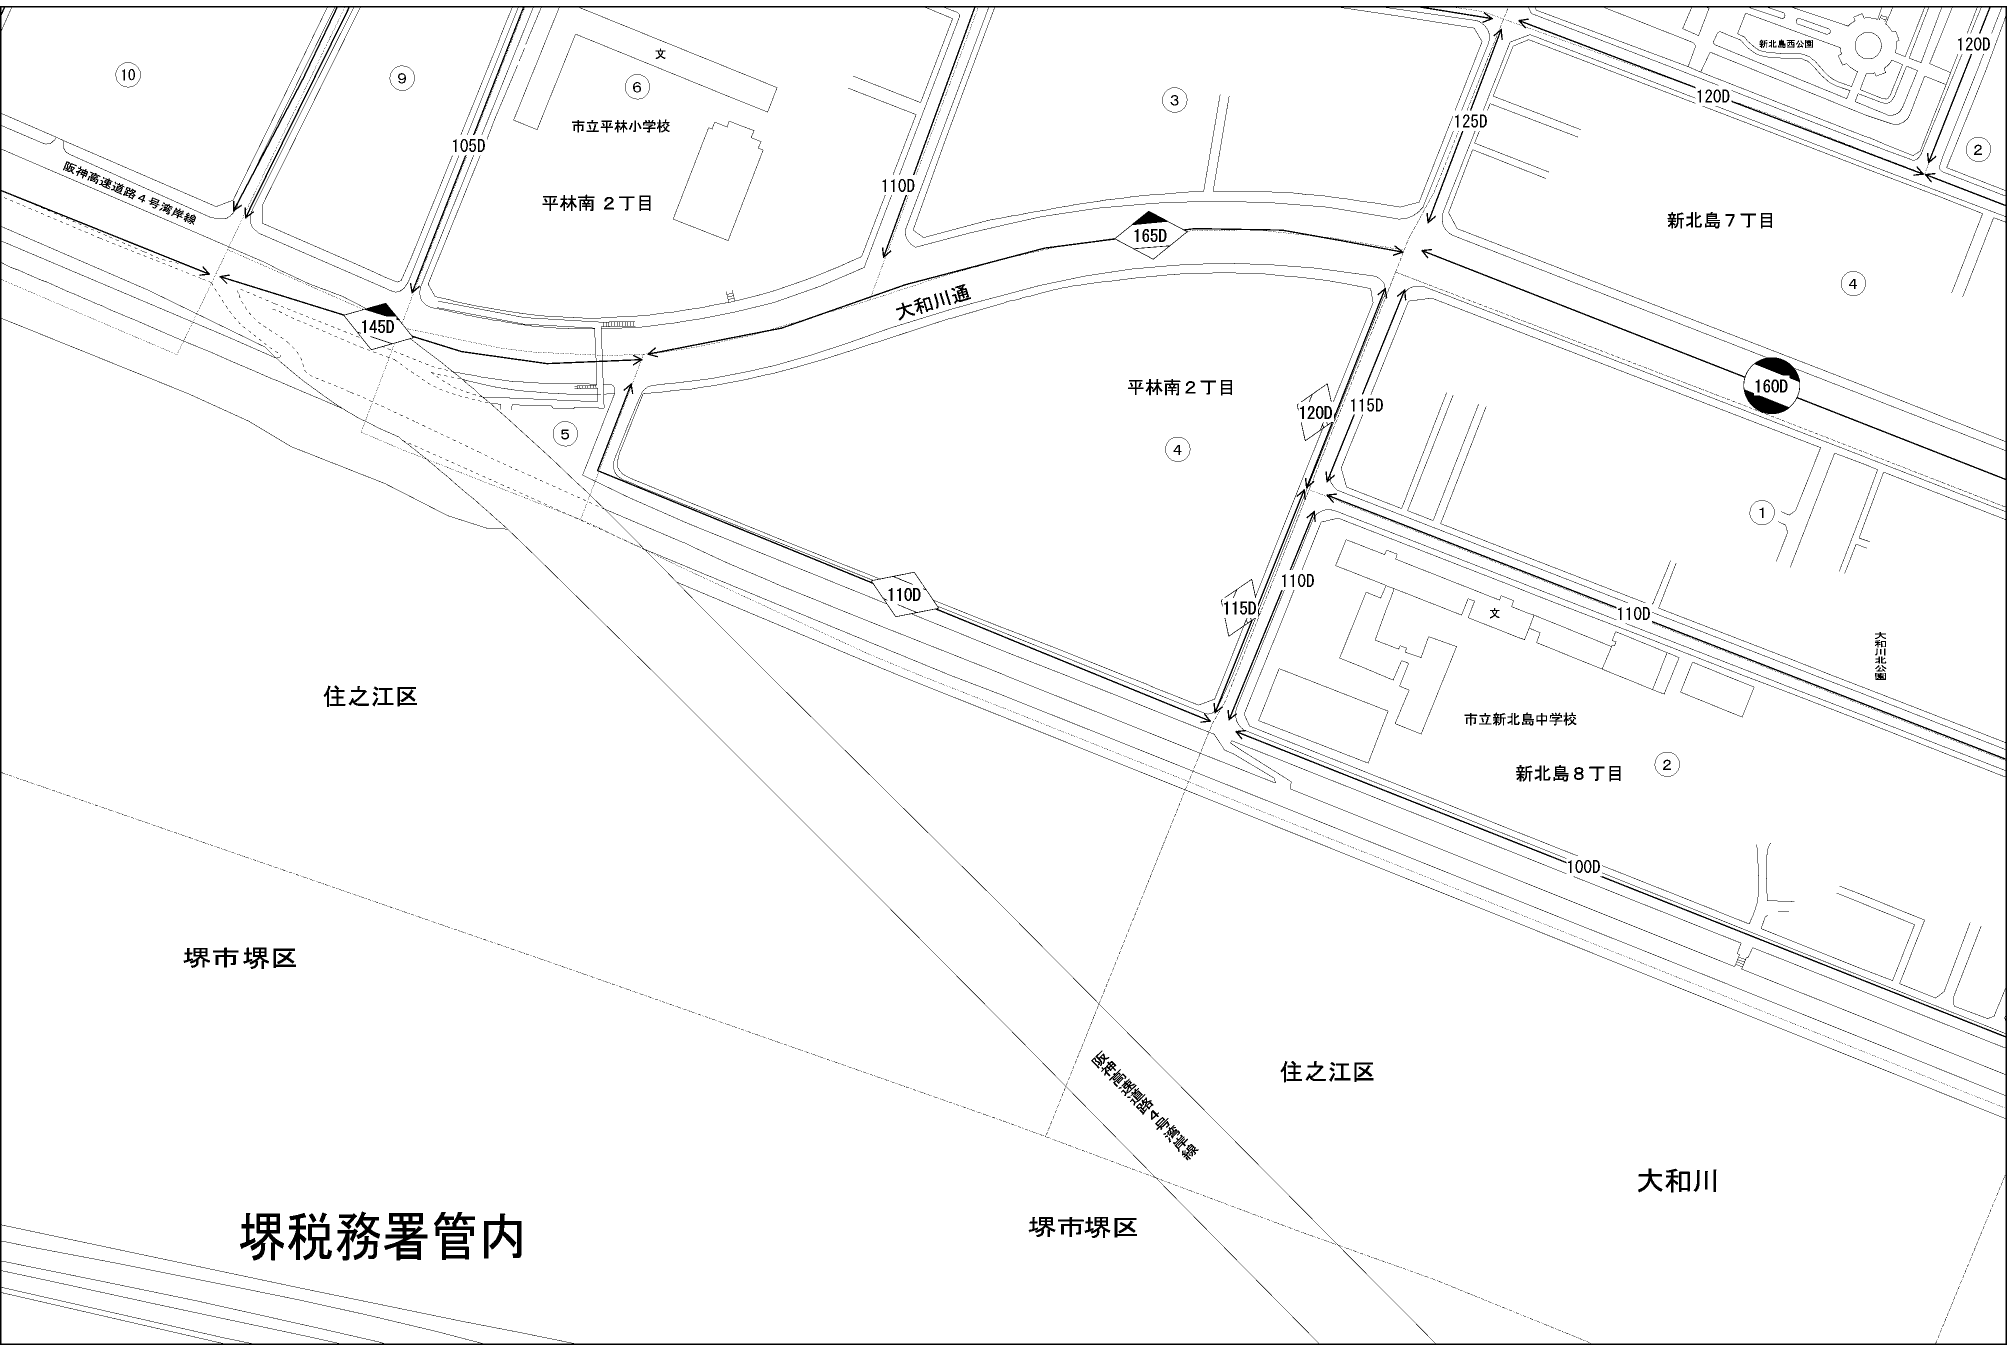 新北島西公園
120D
10
9
文
6
120D
3
125D
市立平林小学校
105D
2
阪神高速道路4号湾岸線
110D
平林南 2丁目
新北島7丁目
165D
4
大和川通
145D
平林南2丁目
160D
115D
120D
5
4
1
110D
110D
115D
110D
文
大和川北公園
住之江区
市立新北島中学校
新北島8丁目
2
100D
堺市堺区
住之江区
阪神高速道路4号湾岸線
大和川
堺税務署管内
堺市堺区